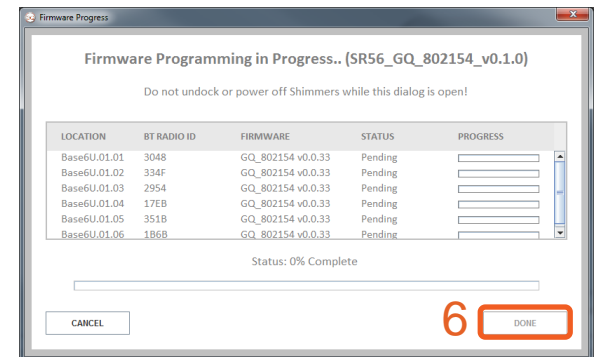 Firmware Progress
Firmware Programming in Progress.. (SR56_GQ_802154_v0.1.0)
Do not undock or power off Shimmers while this dialog is open!
LOCATION BT RADIO ID FIRMWARE STATUS PROGRESS
Base6U.01.01 3048 GQ_802154 v0.0.33 Pending
Base6U.01.02 334F GQ_802154 v0.0.33 Pending
Base6U.01.03 2954 GQ_802154 v0.0.33 Pending
Base6U.01.04 17EB GQ_802154 v0.0.33 Pending
Base6U.01.05 351B GQ_802154 v0.0.33 Pending
Base6U.01.06 1B6B GQ_802154 v0.0.33 Pending
Status: 0% Complete
CANCEL 6 DONE